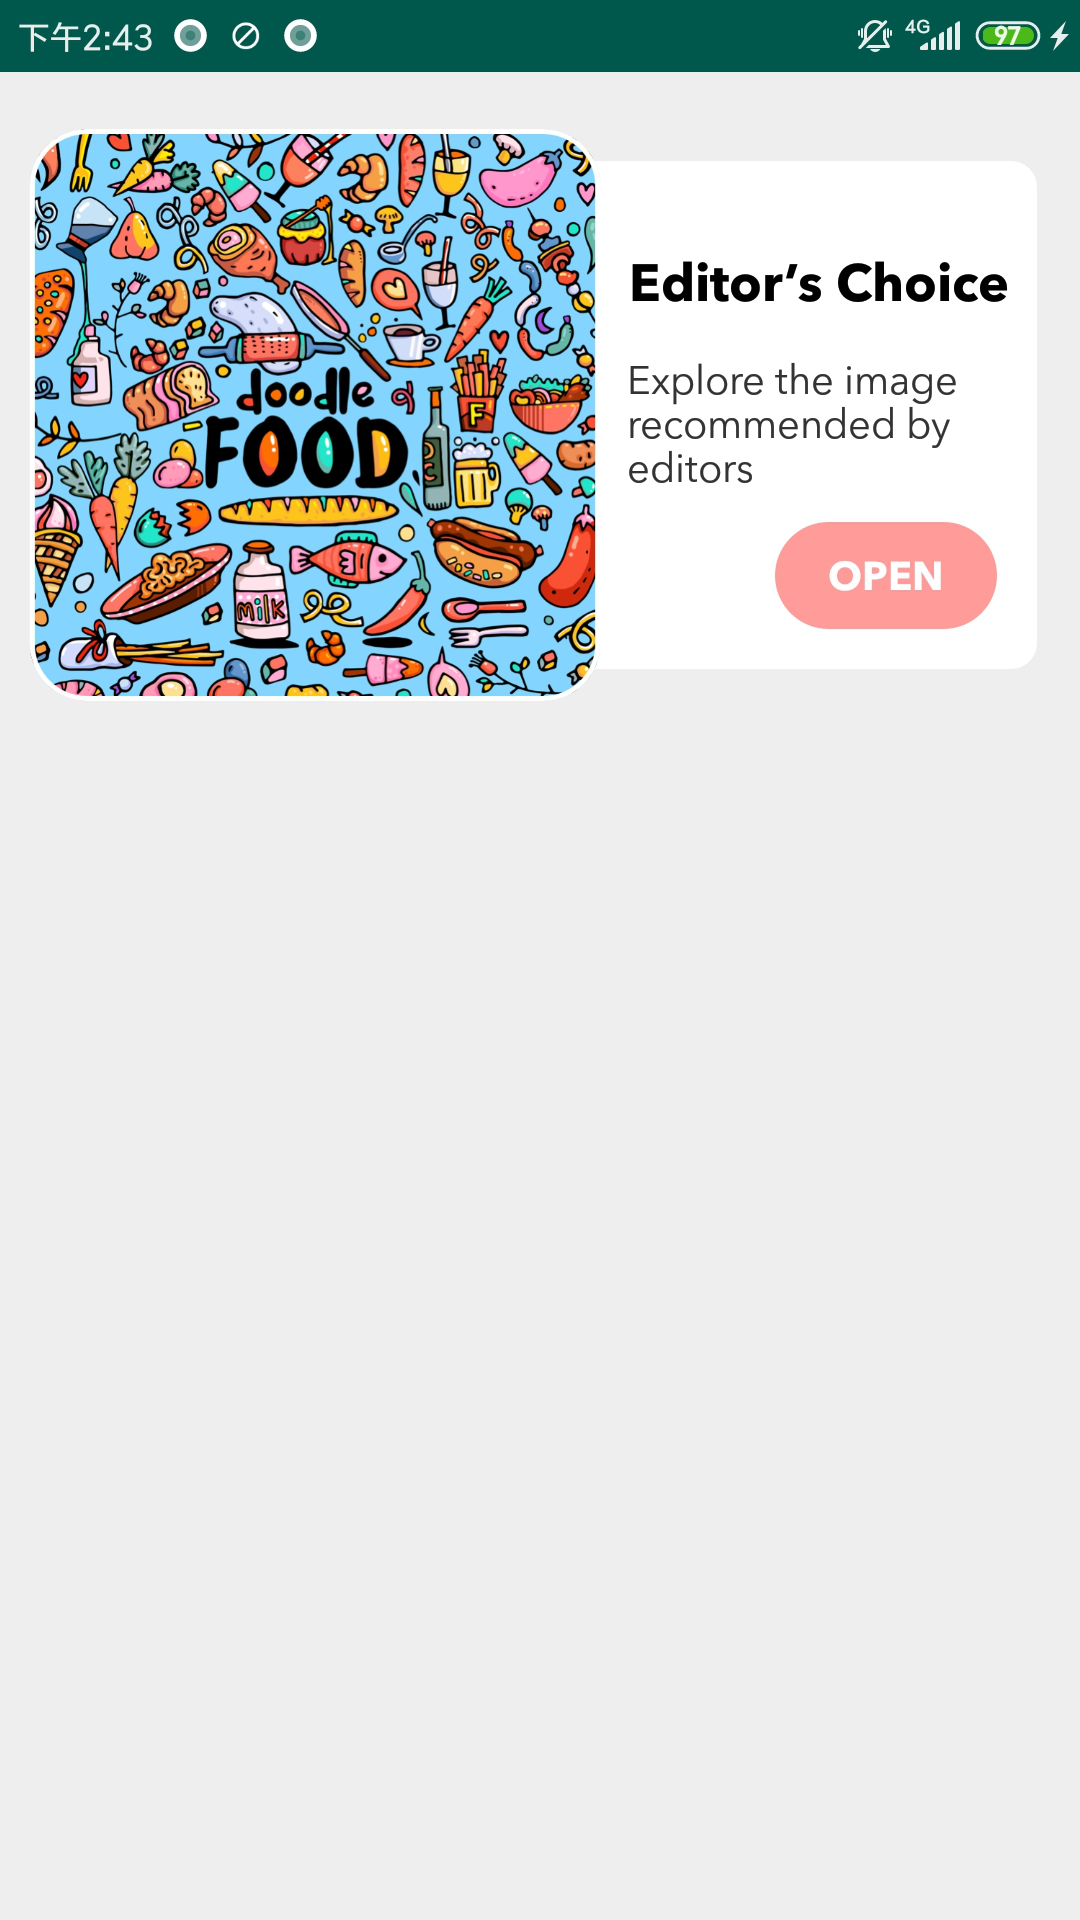 下午2:43
4G
97
doodle
FOOD
F
milk
Editor’s Choice
Explore the image
recommended by
editors
OPEN